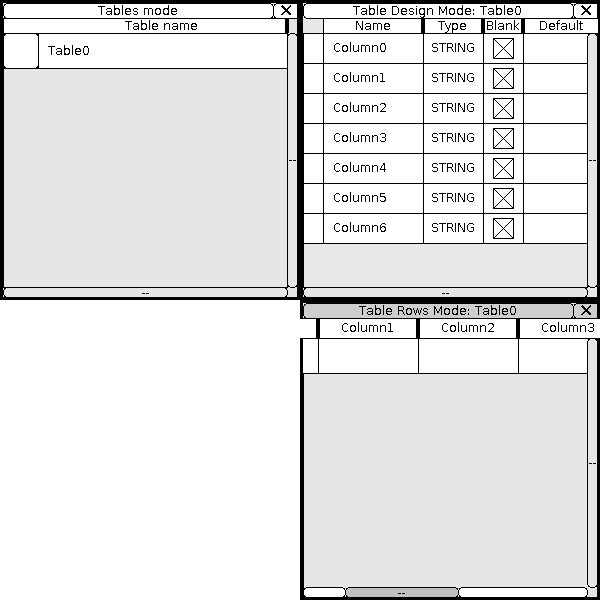 Tables mode
Table name
Table0
--
--
Table Design Mode: Table0
Name Type Blank Default
Column0 STRING
Column1 STRING
Column2 STRING
Column3 STRING
Column4 STRING
Column5 STRING
Column6 STRING
--
--
Table Rows Mode: Table0
Column1 Column2 Column3
--
--